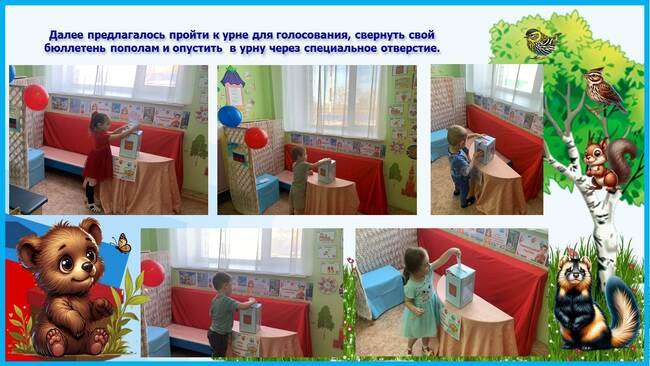 Далее предлагалось пройти к урне для голосования, свернуть свой
бюллетень пополам и опустить в урну через специальное отверстие.